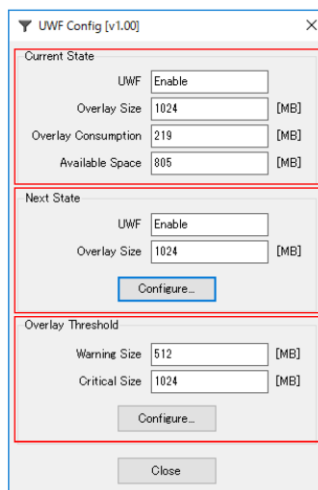 UWF Config [v1.00]
Current State
UWF Enable
Overlay Size 1024 [MB]
Overlay Consumption 219 [MB]
Available Space 805 [MB]
Next State
UWF Enable
Overlay Size 1024 [MB]
Configure...
Overlay Threshold
Warning Size 512 [MB]
Critical Size 1024 [MB]
Configure...
Close